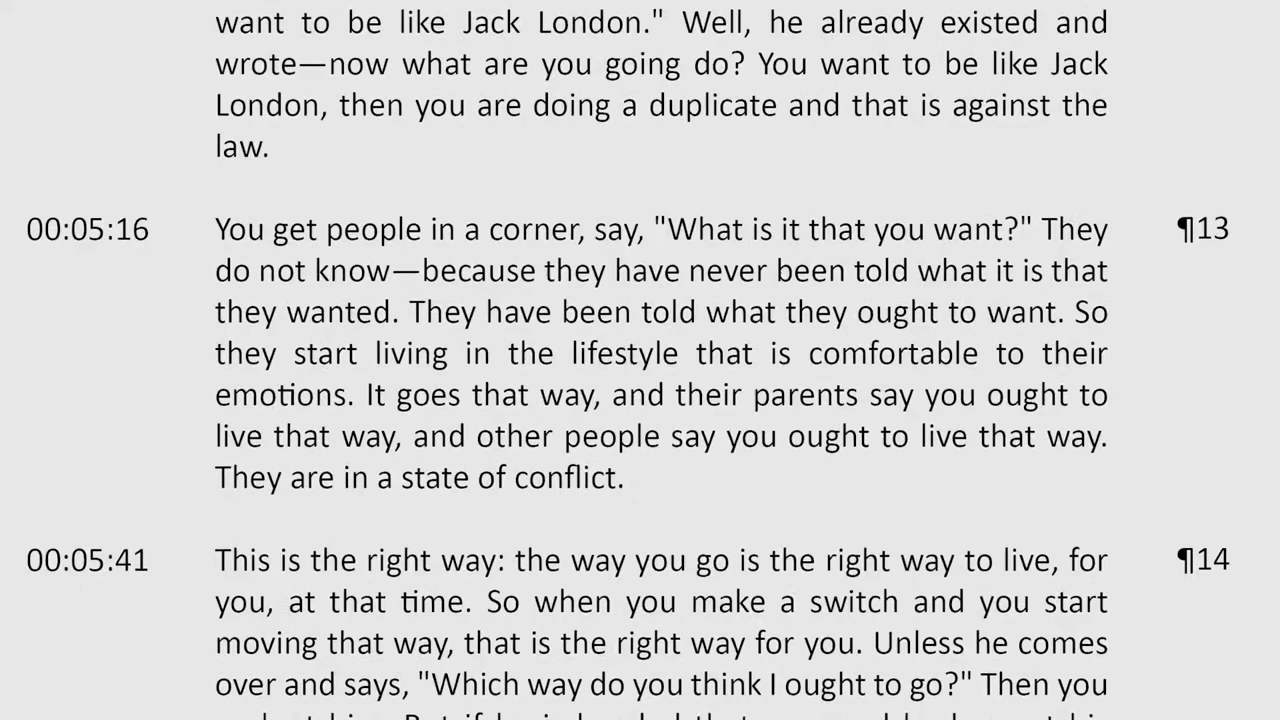 want to be like Jack London." Well, he already existed and
wrote—now what are you going do? You want to be like Jack
London, then you are doing a duplicate and that is against the
law.
00:05:16 You get people in a corner, say, "What is it that you want?" They ¶13
do not know—because they have never been told what it is that
they wanted. They have been told what they ought to want. So
they start living in the lifestyle that is comfortable to their
emotions. It goes that way, and their parents say you ought to
live that way, and other people say you ought to live that way.
They are in a state of conflict.
00:05:41 This is the right way: the way you go is the right way to live, for ¶14
you, at that time. So when you make a switch and you start
moving that way, that is the right way for you. Unless he comes
over and says, "Which way do you think I ought to go?" Then you